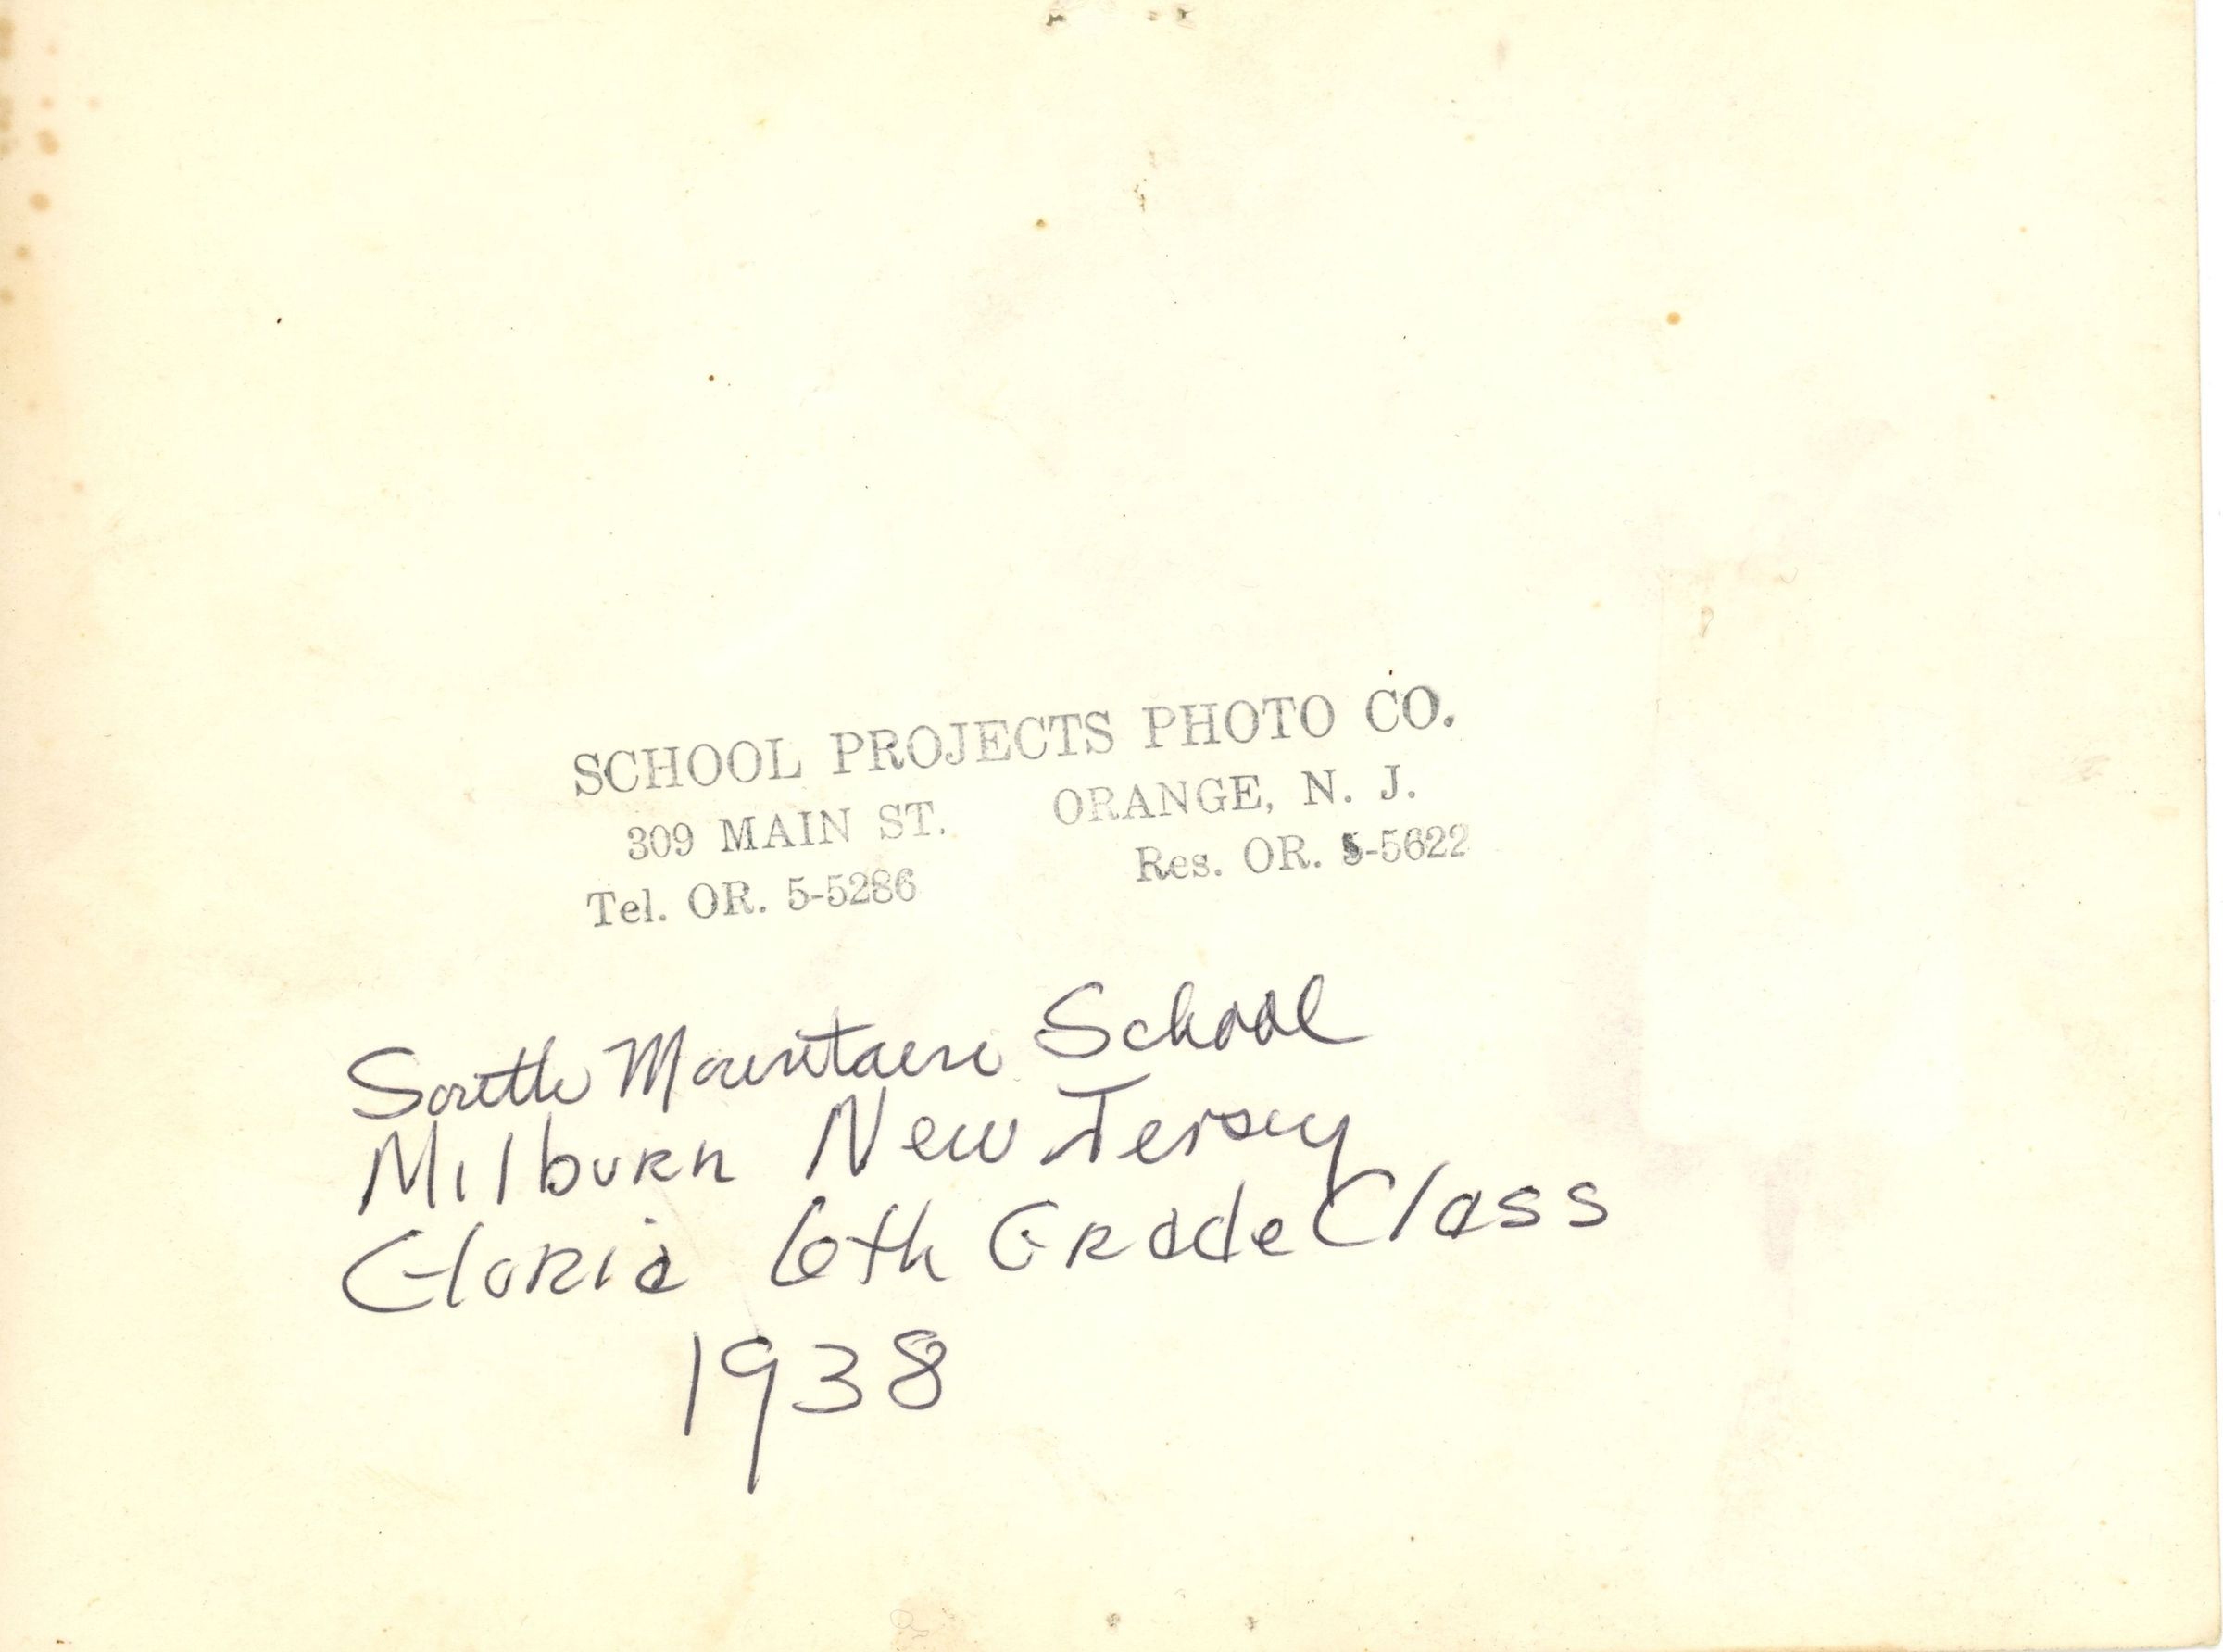 SCHOOL PROJECTS PHOTO CO.
309 MAIN ST. ORANGE, N. J.
Tel. OR. 5-5286 Res. OR. 5-5622
South Mountain School
Milburn New Jersey
Gloria 6th Grade Class
1938